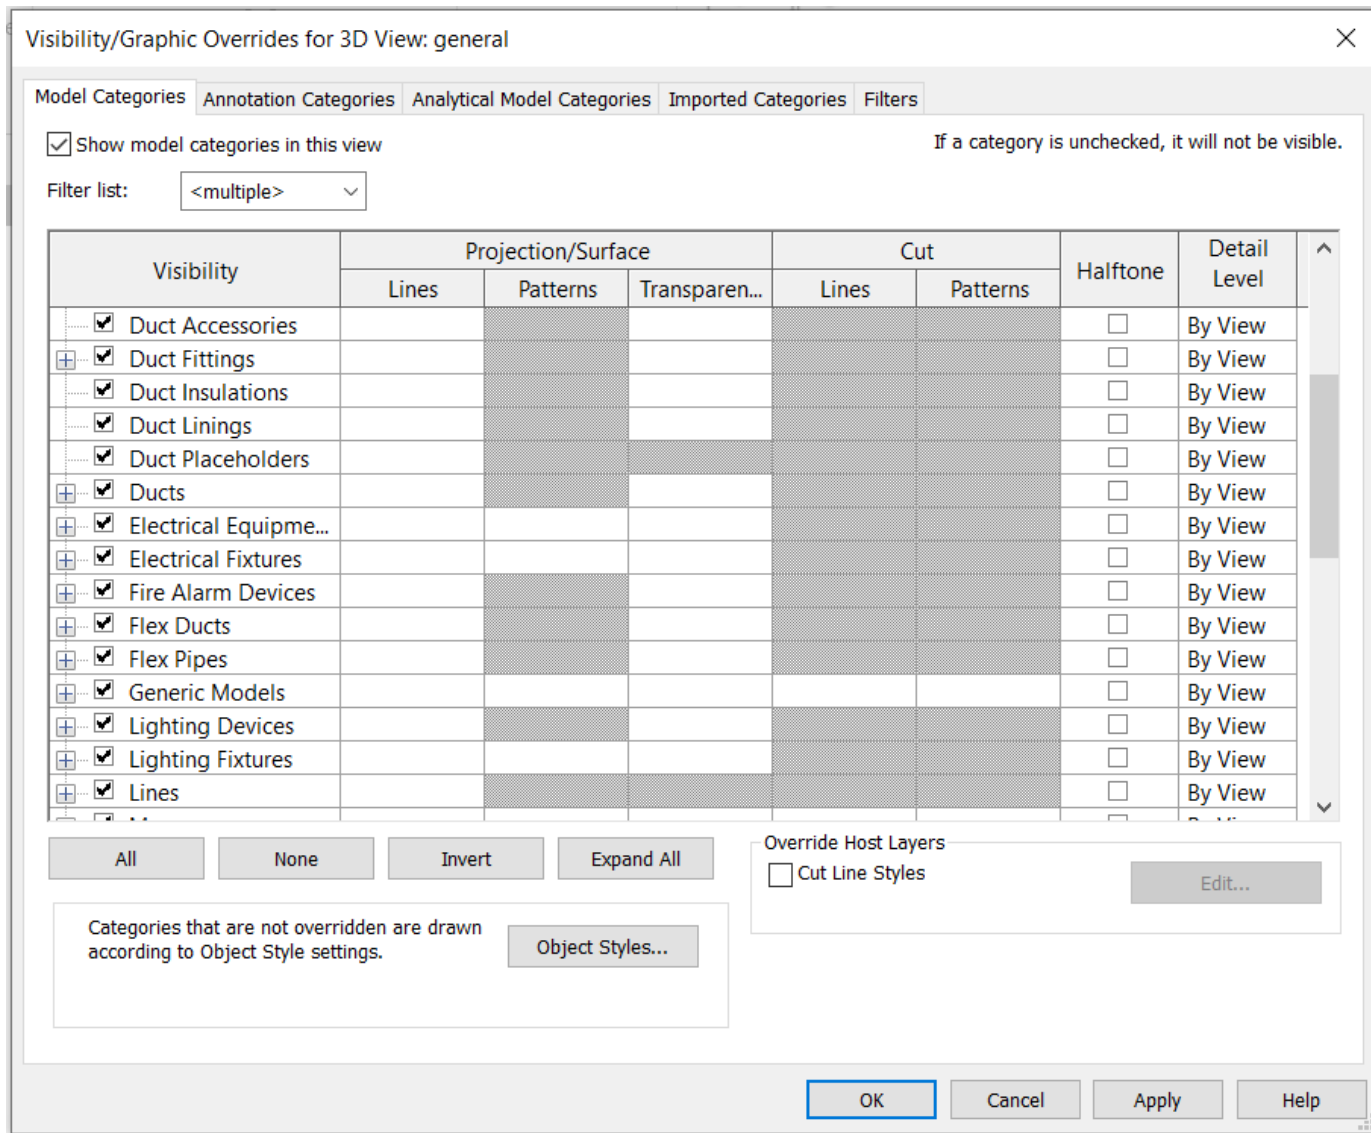 Visibility/Graphic Overrides for 3D View: general
Model Categories Annotation Categories Analytical Model Categories Imported Categories Filters
Show model categories in this view
If a category is unchecked, it will not be visible.
Filter list: <multiple>
Visibility Projection/Surface Cut Halftone Detail Level
Lines Patterns Transparen... Lines Patterns
Duct Accessories By View
Duct Fittings By View
Duct Insulations By View
Duct Linings By View
Duct Placeholders By View
Ducts By View
Electrical Equipme... By View
Electrical Fixtures By View
Fire Alarm Devices By View
Flex Ducts By View
Flex Pipes By View
Generic Models By View
Lighting Devices By View
Lighting Fixtures By View
Lines By View
All None Invert Expand All
Override Host Layers
Cut Line Styles
Edit...
Categories that are not overridden are drawn
according to Object Style settings.
Object Styles...
OK Cancel Apply Help